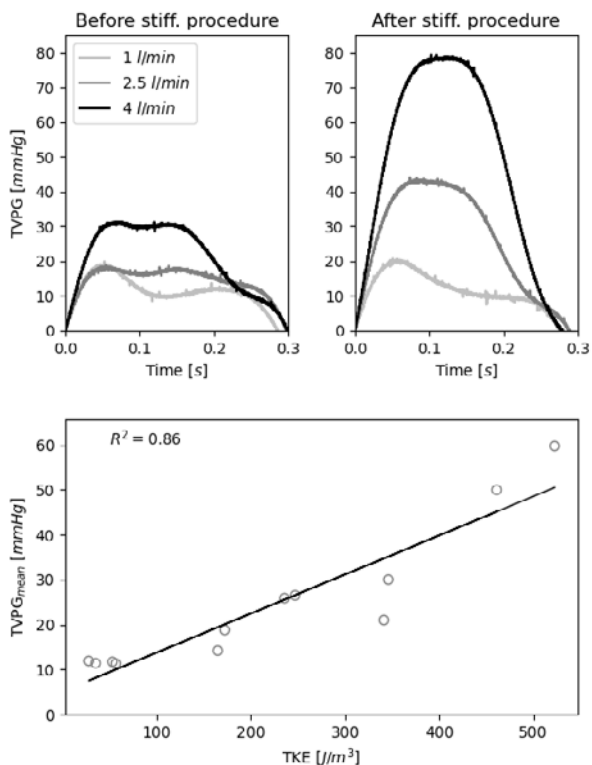 Before stiff. procedure
After stiff. procedure
1 l/min
2.5 l/min
4 l/min
TVPG [mmHg]
80
70
60
50
40
30
20
10
0
0.0 0.1 0.2 0.3
Time [s]
80
70
60
50
40
30
20
10
0
0.0 0.1 0.2 0.3
Time [s]
R² = 0.86
TVPGmean [mmHg]
60
50
40
30
20
10
0
100 200 300 400 500
TKE [J/m³]